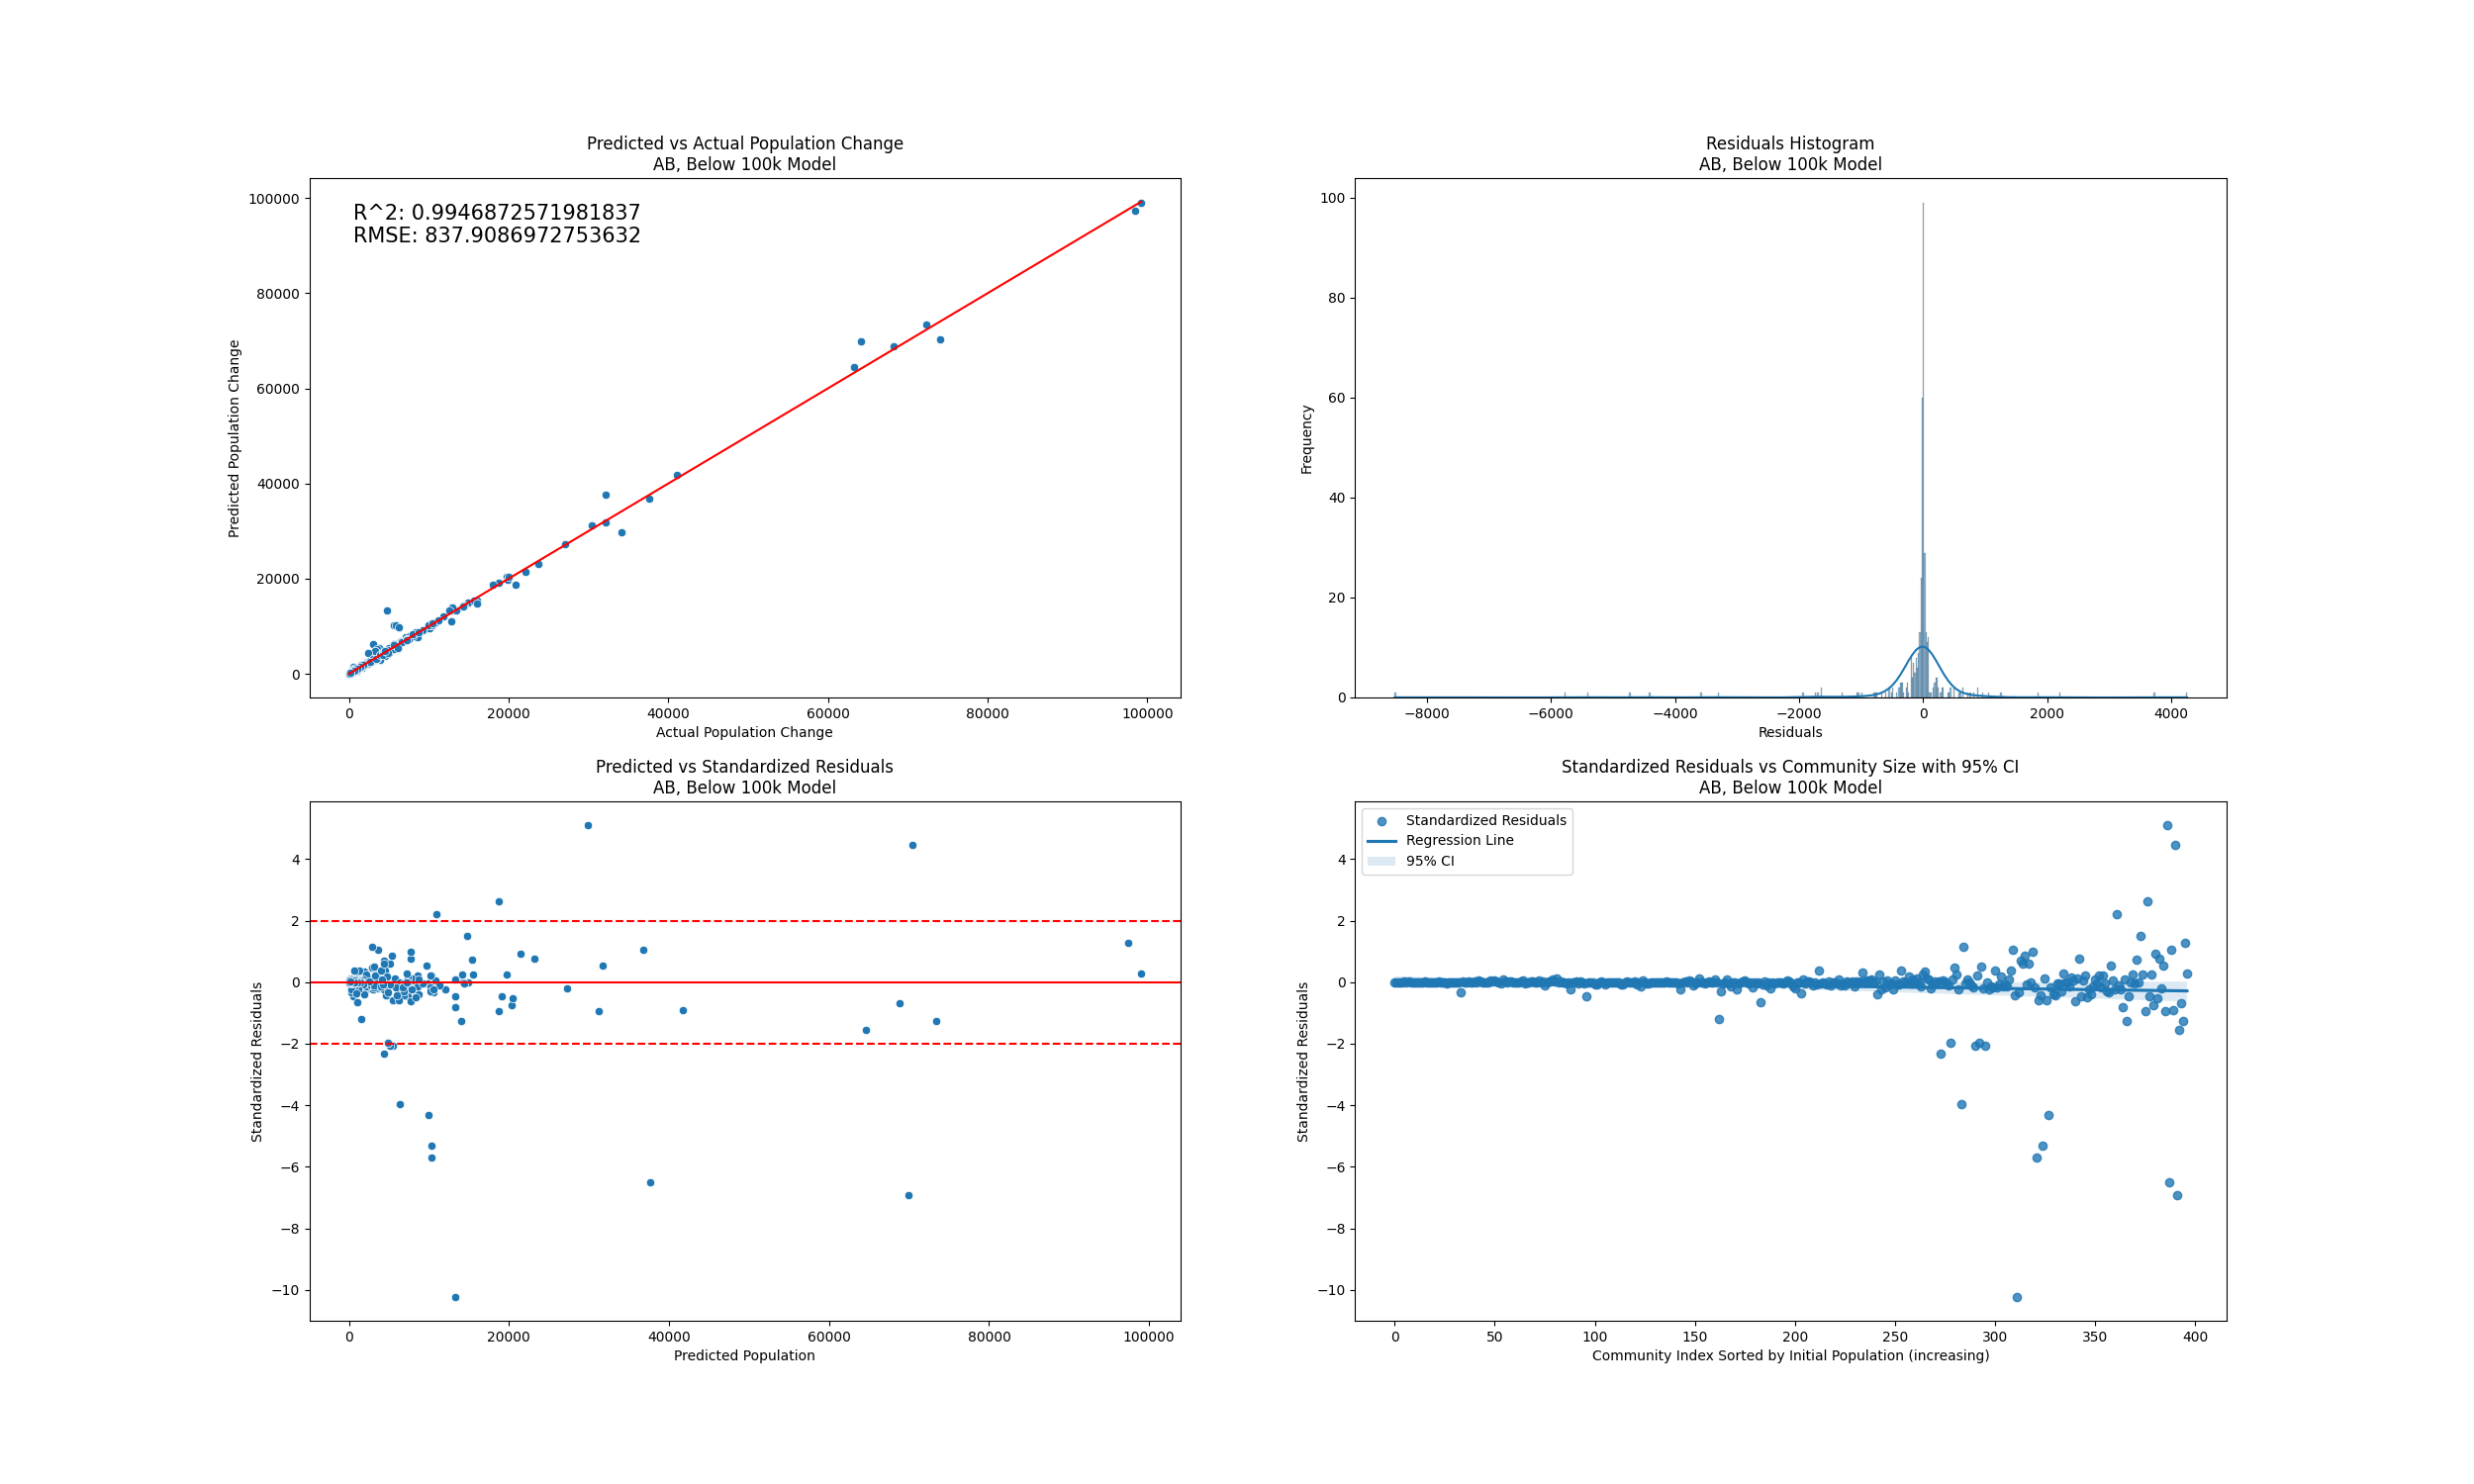 Predicted vs Actual Population Change
AB, Below 100k Model
R^2: 0.9946872571981837
RMSE: 837.9086972753632
100000
80000
60000
40000
20000
0
Predicted Population Change
0 20000 40000 60000 80000 100000
Actual Population Change
Residuals Histogram
AB, Below 100k Model
100
80
60
40
20
0
Frequency
−8000 −6000 −4000 −2000 0 2000 4000
Residuals
Predicted vs Standardized Residuals
AB, Below 100k Model
4
2
0
−2
−4
−6
−8
−10
Standardized Residuals
0 20000 40000 60000 80000 100000
Predicted Population
Standardized Residuals vs Community Size with 95% CI
AB, Below 100k Model
Standardized Residuals
Regression Line
95% CI
4
2
0
−2
−4
−6
−8
−10
Standardized Residuals
0 50 100 150 200 250 300 350 400
Community Index Sorted by Initial Population (increasing)